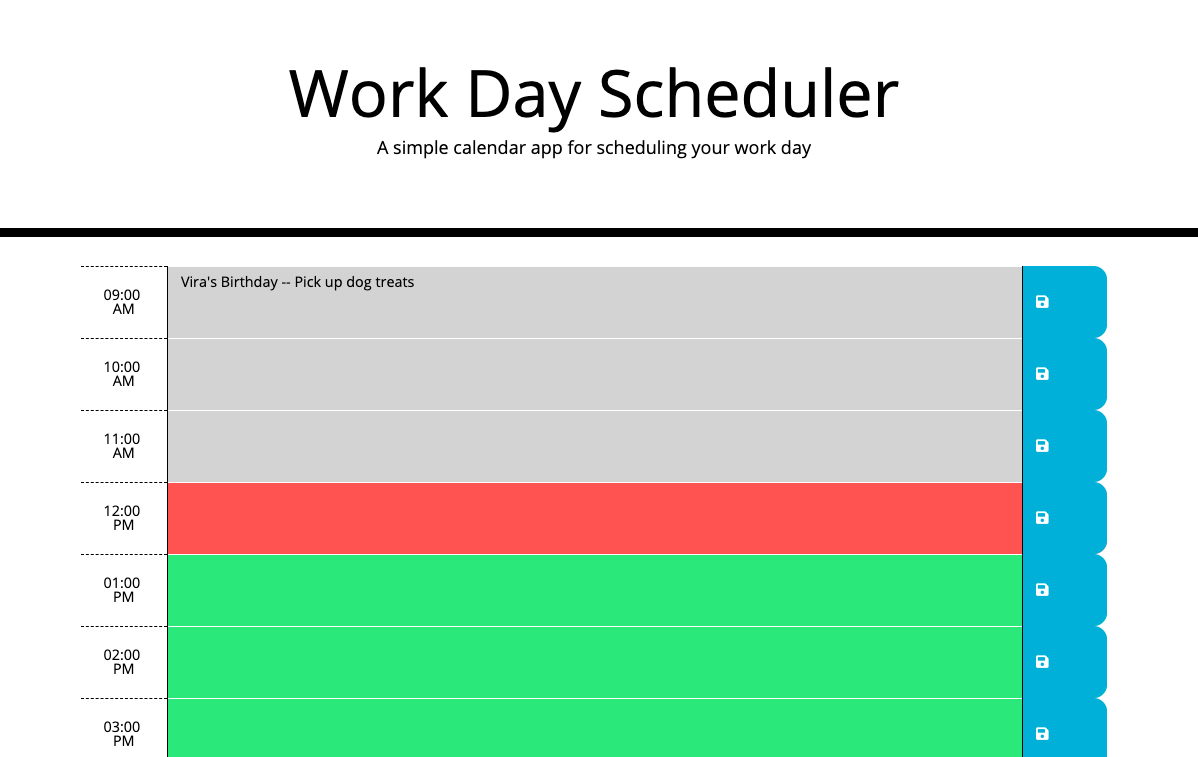 Work Day Scheduler
A simple calendar app for scheduling your work day
09:00
AM
Vira's Birthday -- Pick up dog treats
10:00
AM
11:00
AM
12:00
PM
01:00
PM
02:00
PM
03:00
PM